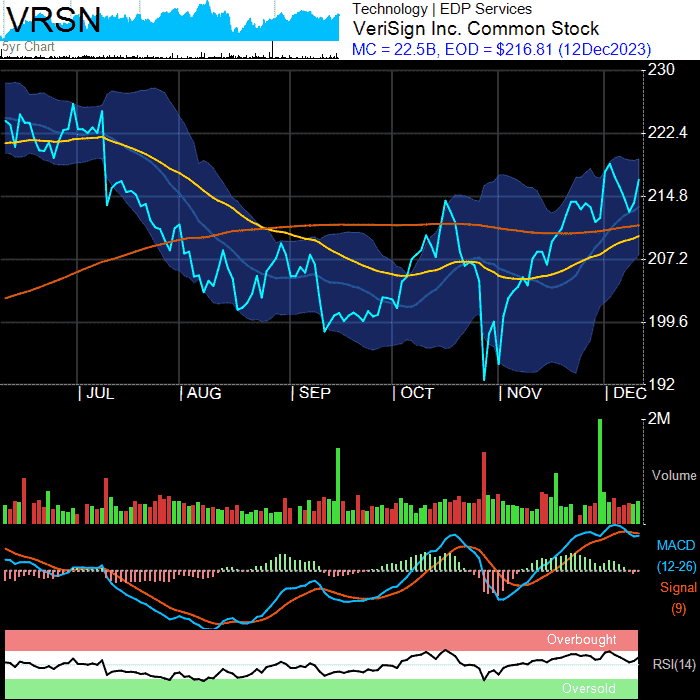 VRSN
5yr Chart
Technology | EDP Services
VeriSign Inc. Common Stock
MC = 22.5B, EOD = $216.81 (12Dec2023)
230
222.4
214.8
207.2
199.6
192
|JUL |AUG |SEP |OCT |NOV |DEC
2M
Volume
MACD
(12-26)
Signal
(9)
Overbought
RSI(14)
Oversold